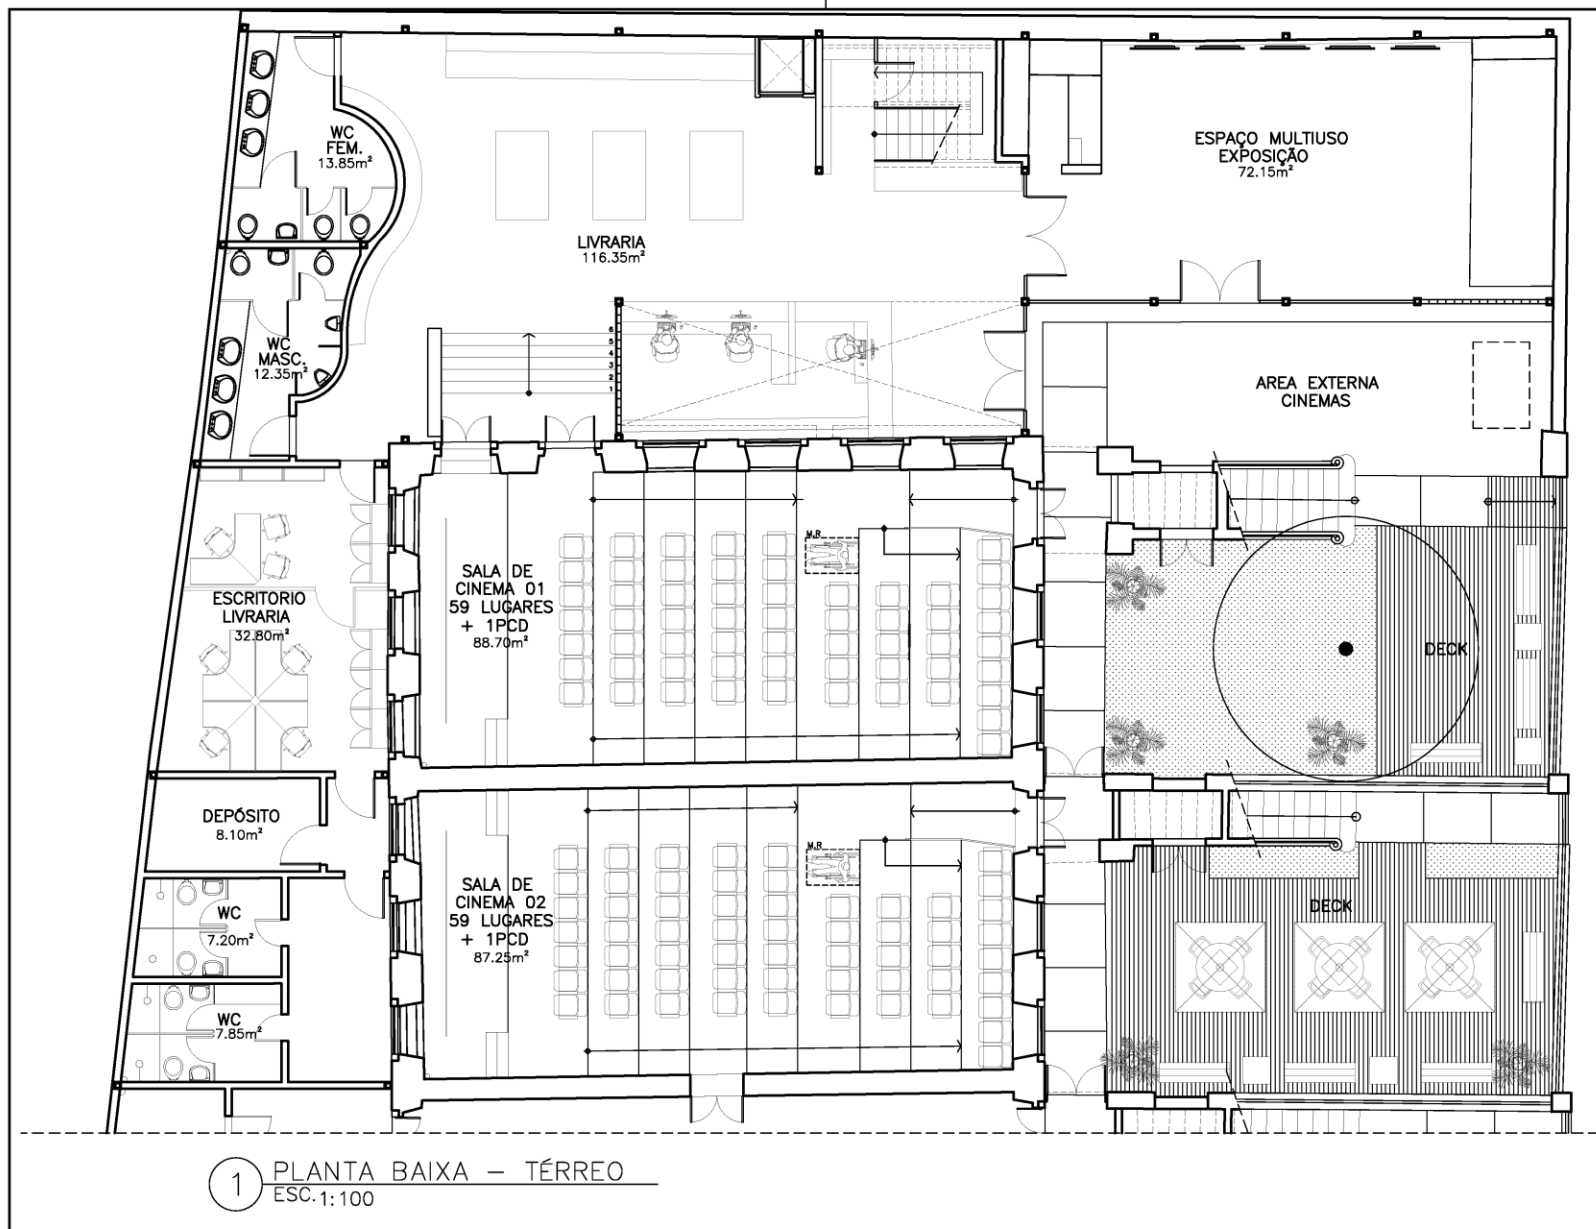 WC
FEM.
13.85m²
ESPAÇO MULTIUSO
EXPOSIÇÃO
72.15m²
LIVRARIA
116.35m²
WC
MASC.
12.35m²
6
5
4
3
2
1
AREA EXTERNA
CINEMAS
M.R
SALA DE
CINEMA 01
59 LUGARES
+ 1PCD
88.70m²
ESCRITORIO
LIVRARIA
32.80m²
DECK
DEPÓSITO
8.10m²
M.R
SALA DE
CINEMA 02
59 LUGARES
+ 1PCD
87.25m²
WC
7.20m²
DECK
WC
7.85m²
1
PLANTA BAIXA – TÉRREO
ESC.1:100